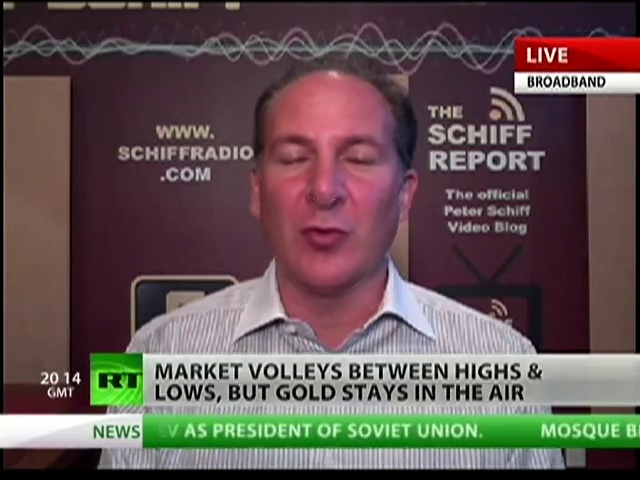 LIVE
BROADBAND
WWW.
SCHIFFRADIO
.COM
THE
SCHIFF
REPORT
The official
Peter Schiff
Video Blog
20:14
GMT
RT
MARKET VOLLEYS BETWEEN HIGHS &
LOWS, BUT GOLD STAYS IN THE AIR
NEWS
EV AS PRESIDENT OF SOVIET UNION.
MOSQUE B